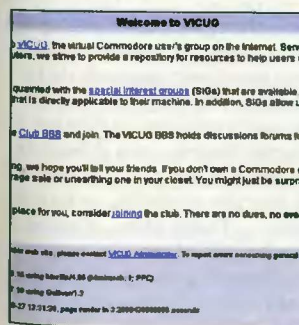 Welcome to VICUG
VICUG, the virtual Commodore user's group on the Internet. Serv
users, we strive to provide a repository for resources to help users
quainted with the special interest groups (SIGs) that are available.
that is directly applicable to their machine. In addition, SIGs allow u
Club BBS and join. The VICUG BBS holds discussions forums fo
ng, we hope you'll tell your friends. If you don't own a Commodore
rage sale or unearthing one in your closet. You might just be surpr
place for you, consider joining the club. There are no dues, no eve
web site, please contact VICUG Administrator. To report errors concerning general
PPC)
page render in